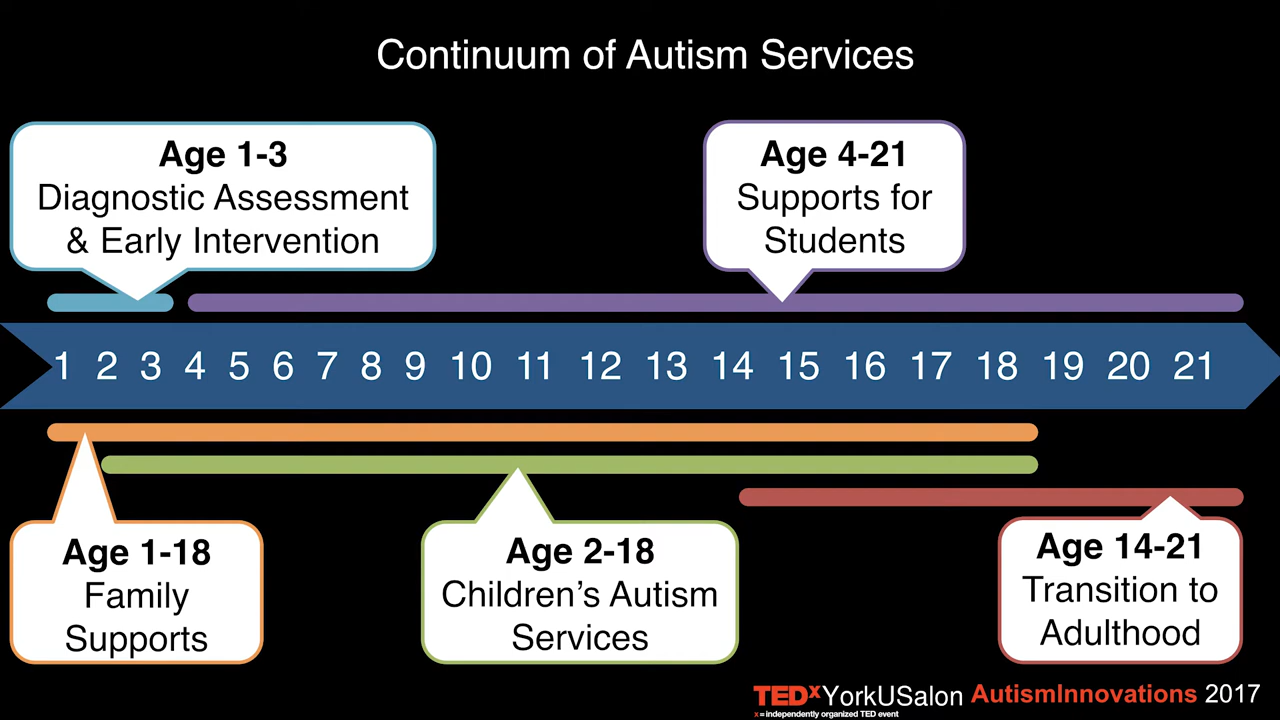 Continuum of Autism Services
Age 1-3
Diagnostic Assessment
& Early Intervention
Age 4-21
Supports for
Students
1 2 3 4 5 6 7 8 9 10 11 12 13 14 15 16 17 18 19 20 21
Age 1-18
Family
Supports
Age 2-18
Children’s Autism
Services
Age 14-21
Transition to
Adulthood
TEDxYorkUSalon AutismInnovations 2017
x = independently organized TED event